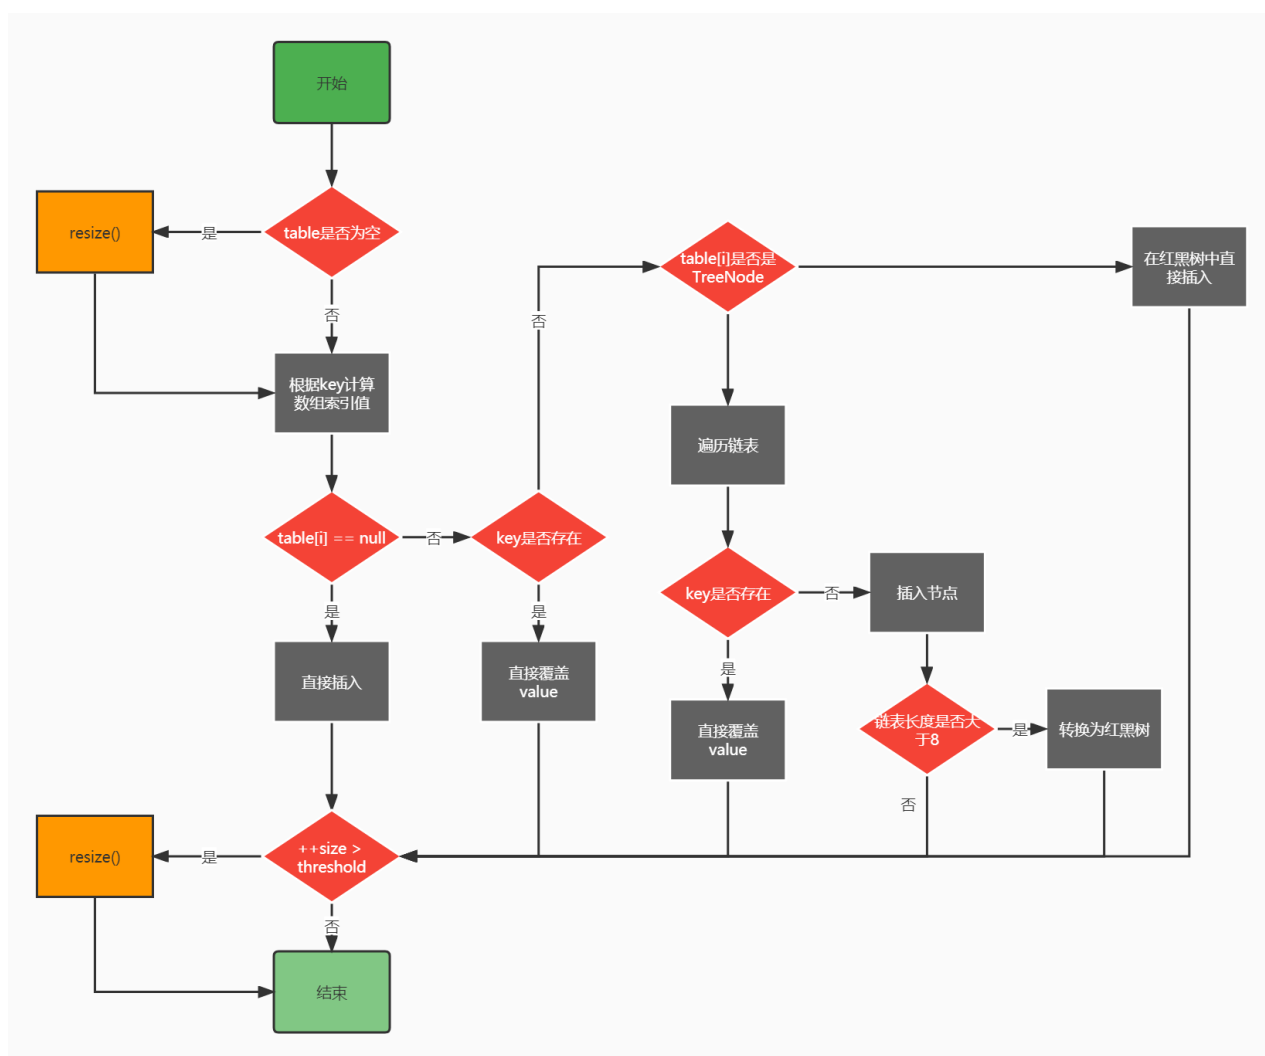 开始
resize()
是
table是否为空
否
根据key计算
数组索引值
table[i] == null
否
key是否存在
否
是
直接插入
是
直接覆盖
value
table[i]是否是
TreeNode
在红黑树中直
接插入
遍历链表
key是否存在
否
插入节点
是
直接覆盖
value
链表长度是否大
于8
是
转换为红黑树
否
resize()
是
++size >
threshold
否
结束